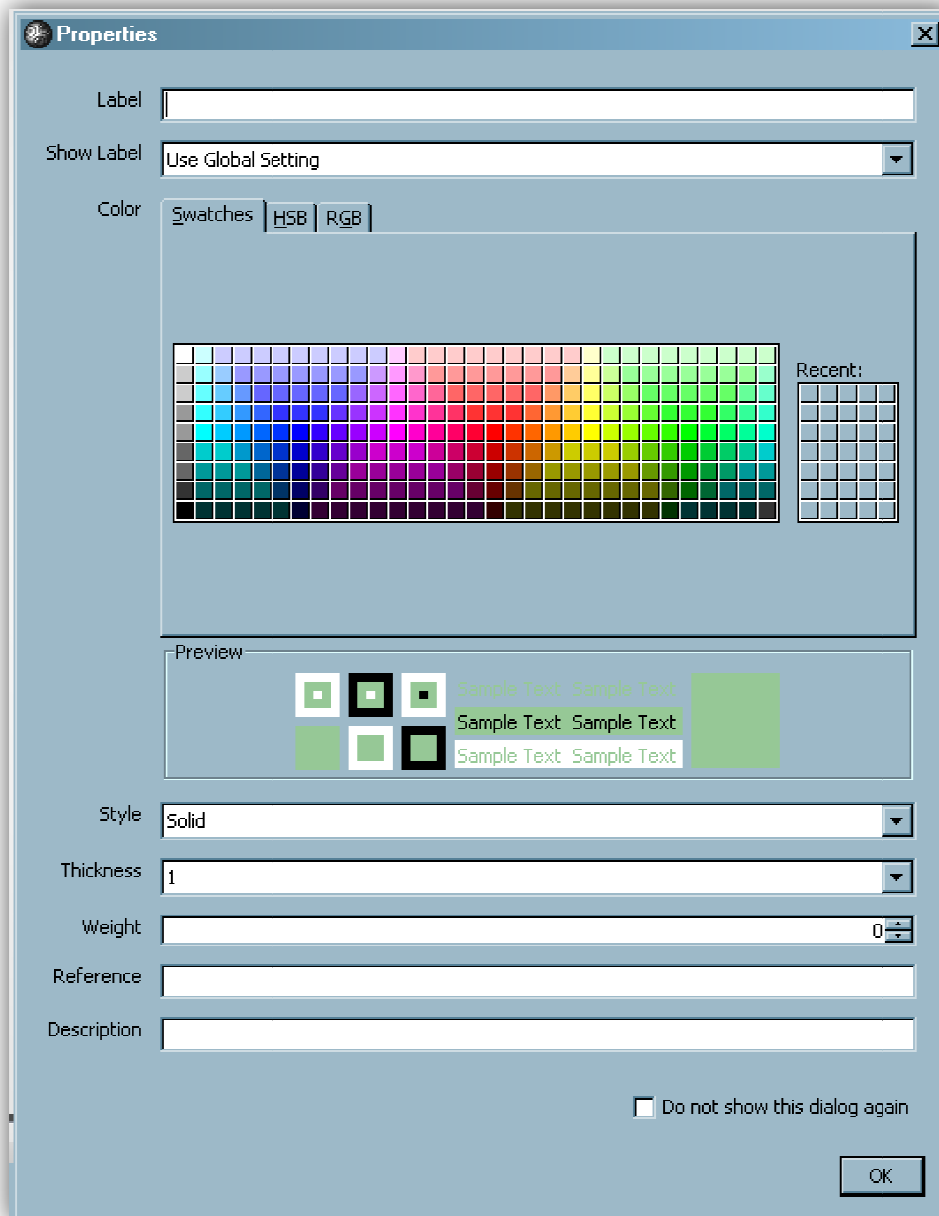 Properties
Label
Show Label Use Global Setting
Color Swatches HSB RGB
Recent:
Preview
Sample Text Sample Text
Sample Text Sample Text
Sample Text Sample Text
Style Solid
Thickness 1
Weight 0
Reference
Description
Do not show this dialog again
OK